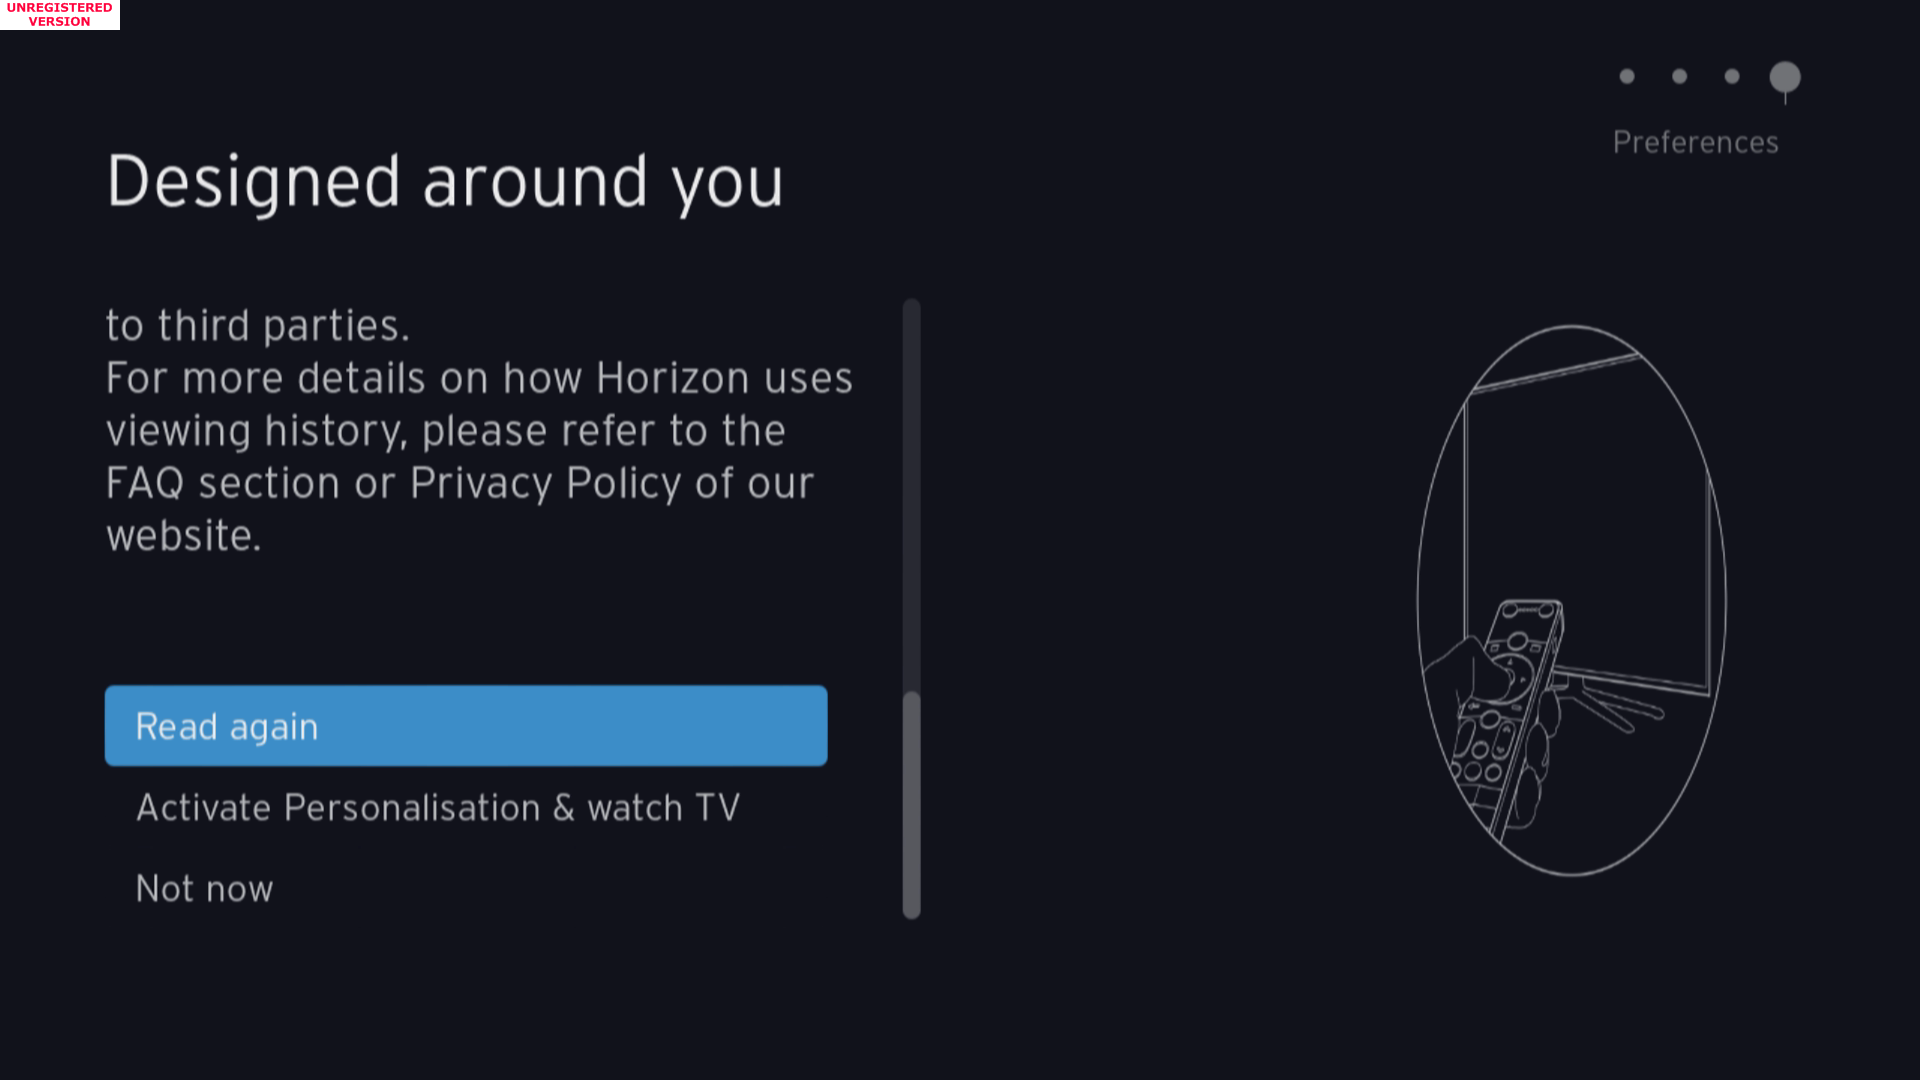 UNREGISTERED
VERSION
Preferences
Designed around you
to third parties.
For more details on how Horizon uses
viewing history, please refer to the
FAQ section or Privacy Policy of our
website.
Read again
Activate Personalisation & watch TV
Not now